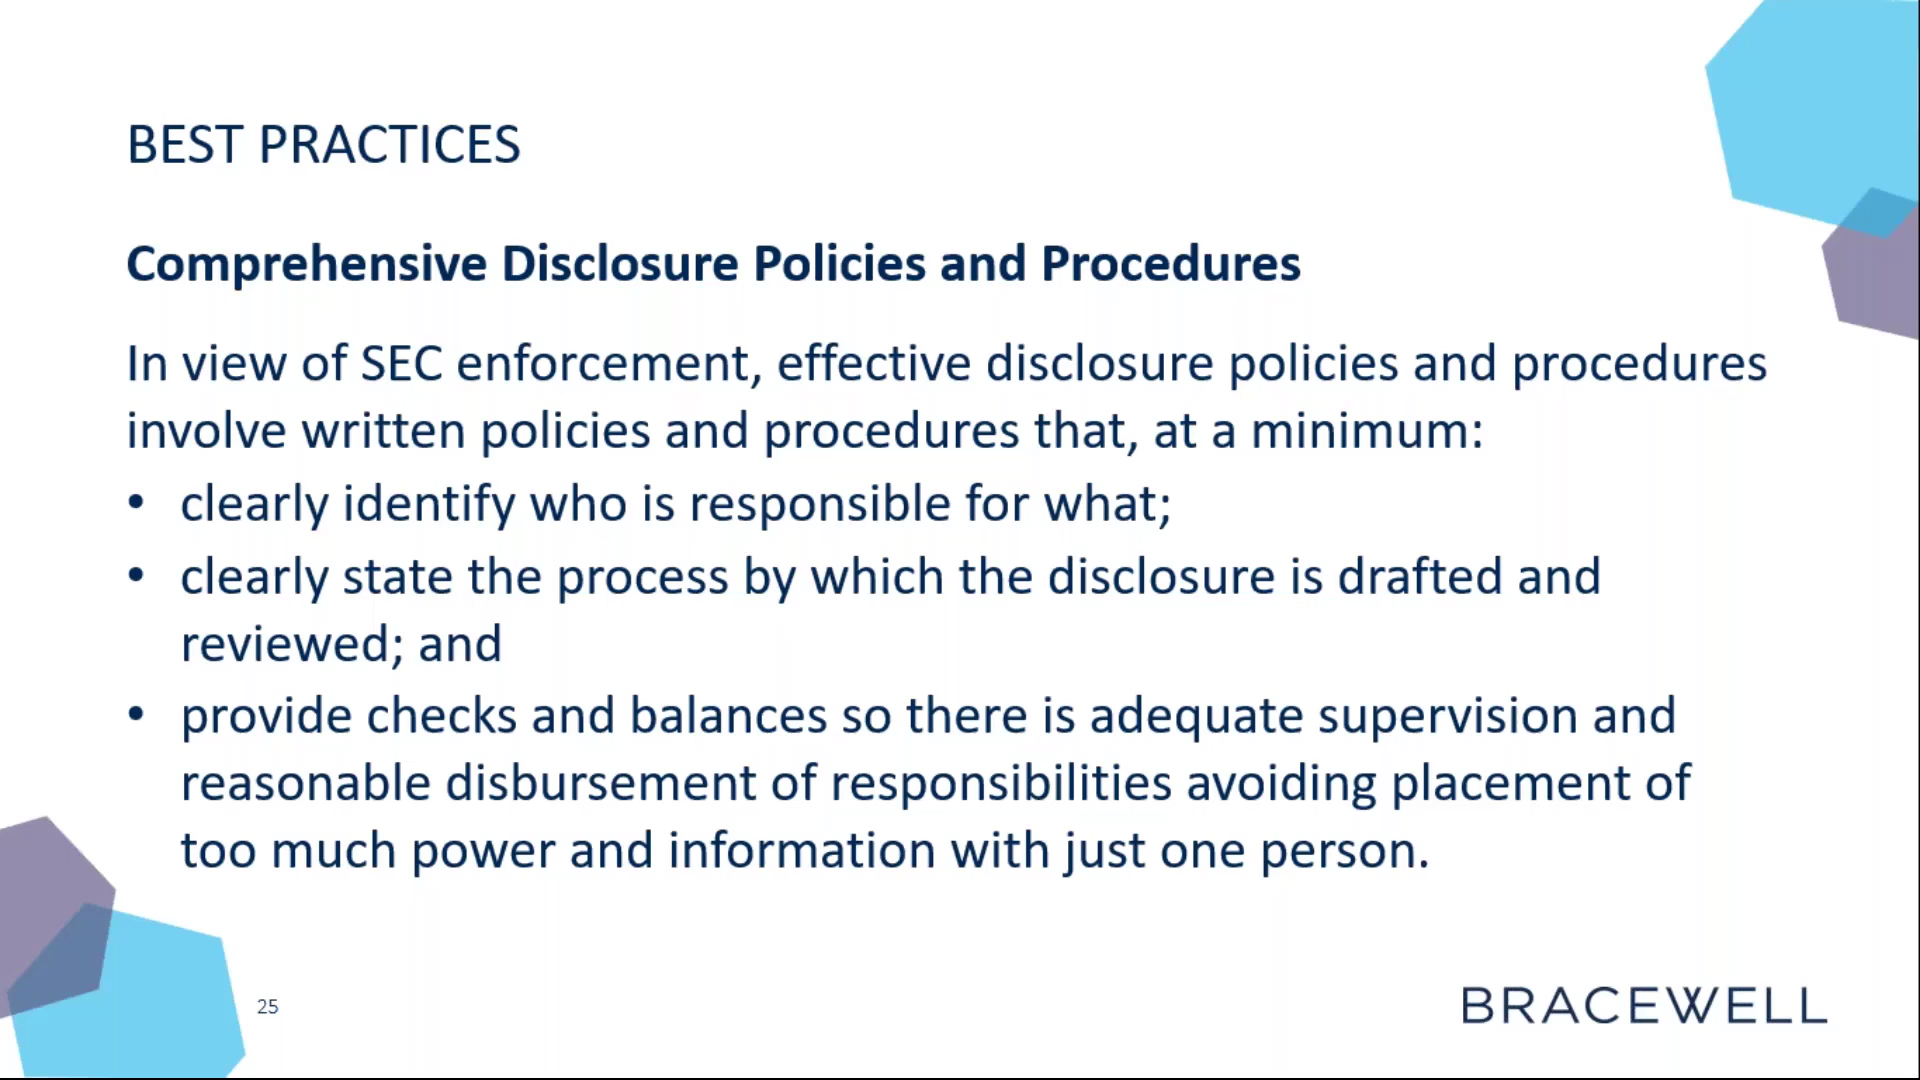 BEST PRACTICES
Comprehensive Disclosure Policies and Procedures
In view of SEC enforcement, effective disclosure policies and procedures
involve written policies and procedures that, at a minimum:
• clearly identify who is responsible for what;
• clearly state the process by which the disclosure is drafted and
reviewed; and
• provide checks and balances so there is adequate supervision and
reasonable disbursement of responsibilities avoiding placement of
too much power and information with just one person.
25
BRACEWELL